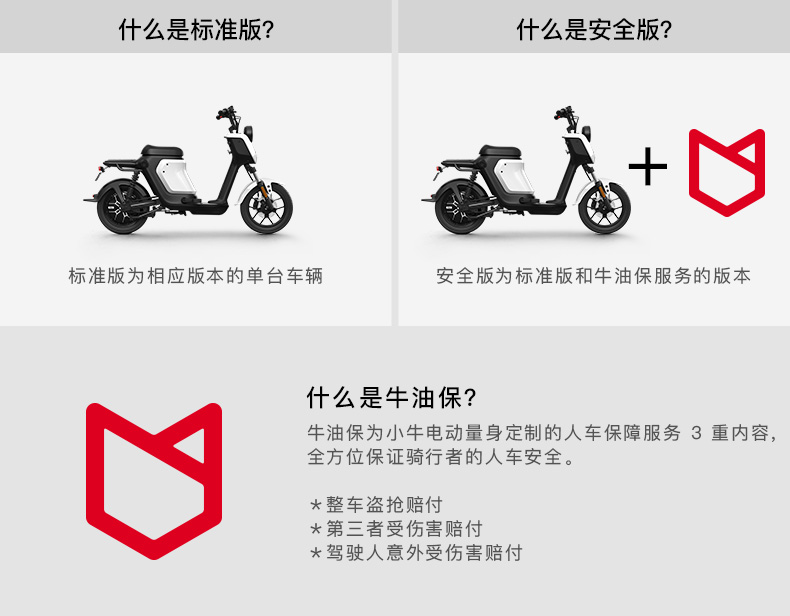 什么是标准版?
什么是安全版?
标准版为相应版本的单台车辆
安全版为标准版和牛油保服务的版本
什么是牛油保?
牛油保为小牛电动量身定制的人车保障服务 3 重内容,
全方位保证骑行者的人车安全。
*整车盗抢赔付
*第三者受伤害赔付
*驾驶人意外受伤害赔付